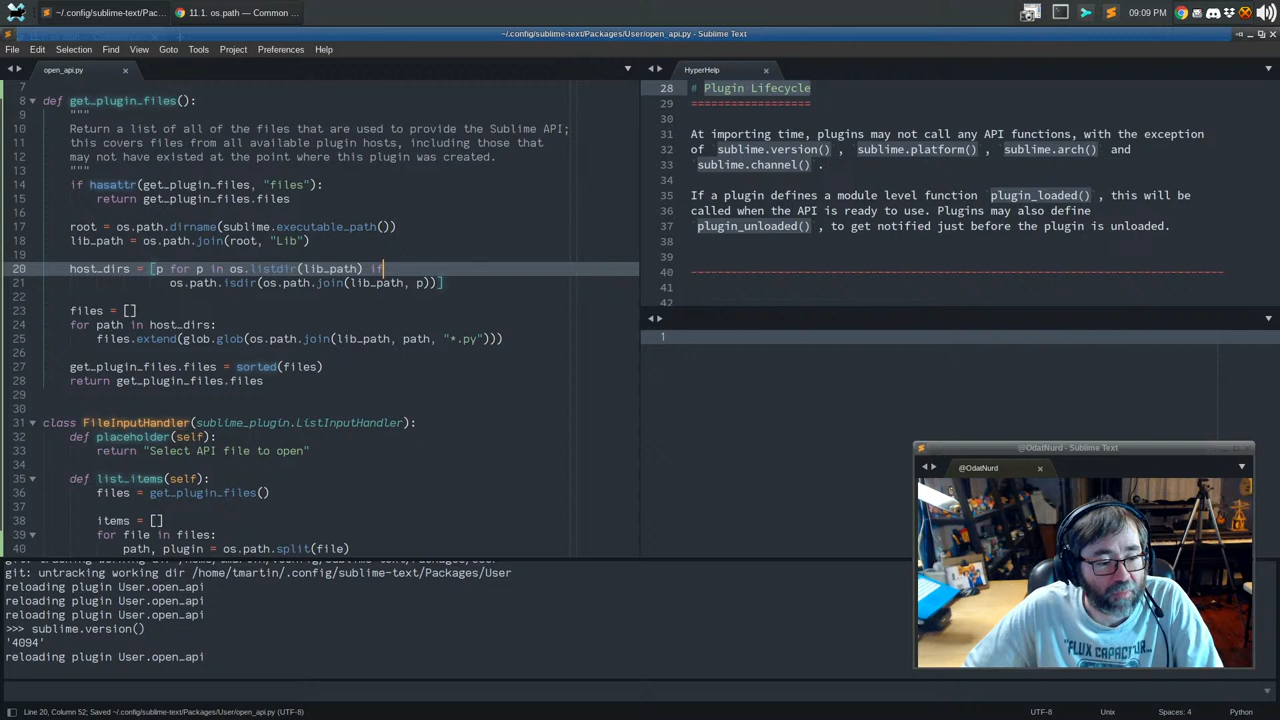 ~/.config/sublime-text/Packages/User/open_api.py - Sublime Text
~/.config/sublime-text/Packages...
11.1. os.path — Common ...
09:09 PM
File Edit Selection Find View Goto Tools Project Preferences Help
open_api.py
7
8 def get_plugin_files():
9 """
10 Return a list of all of the files that are used to provide the Sublime API;
11 this covers files from all available plugin hosts, including those that
12 may not have existed at the point where this plugin was created.
13 """
14 if hasattr(get_plugin_files, "files"):
15 return get_plugin_files.files
16
17 root = os.path.dirname(sublime.executable_path())
18 lib_path = os.path.join(root, "Lib")
19
20 host_dirs = [p for p in os.listdir(lib_path) if
21 os.path.isdir(os.path.join(lib_path, p))]
22
23 files = []
24 for path in host_dirs:
25 files.extend(glob.glob(os.path.join(lib_path, path, "*.py")))
26
27 get_plugin_files.files = sorted(files)
28 return get_plugin_files.files
29
30
31 class FileInputHandler(sublime_plugin.ListInputHandler):
32 def placeholder(self):
33 return "Select API file to open"
34
35 def list_items(self):
36 files = get_plugin_files()
37
38 items = []
39 for file in files:
40 path, plugin = os.path.split(file)
HyperHelp
28 # Plugin Lifecycle
29 =================
30
31 At importing time, plugins may not call any API functions, with the exception
32 of `sublime.version()`, `sublime.platform()`, `sublime.arch()` and
33 `sublime.channel()`.
34
35 If a plugin defines a module level function `plugin_loaded()`, this will be
36 called when the API is ready to use. Plugins may also define
37 `plugin_unloaded()`, to get notified just before the plugin is unloaded.
38
39
40 --------------------------------------------------------------------------------
41
42
1
@OdatNurd - Sublime Text
@OdatNurd
"FLUX CAPACITOR...
git: untracking working dir /home/tmartin/.config/sublime-text/Packages/User
reloading plugin User.open_api
reloading plugin User.open_api
reloading plugin User.open_api
>>> sublime.version()
'4094'
reloading plugin User.open_api
Line 20, Column 52; Saved ~/.config/sublime-text/Packages/User/open_api.py (UTF-8)
UTF-8
Unix
Spaces: 4
Python